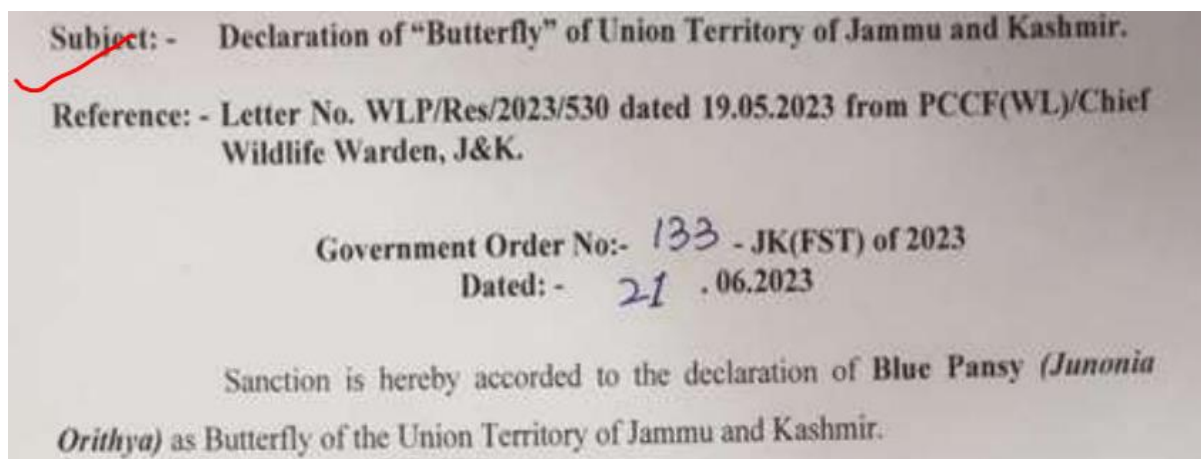 Subject: - Declaration of "Butterfly" of Union Territory of Jammu and Kashmir.
Reference: - Letter No. WLP/Res/2023/530 dated 19.05.2023 from PCCF(WL)/Chief
Wildlife Warden, J&K.
Government Order No:- 133 - JK(FST) of 2023
Dated: - 21 .06.2023
Sanction is hereby accorded to the declaration of Blue Pansy (Junonia
Orithya) as Butterfly of the Union Territory of Jammu and Kashmir.